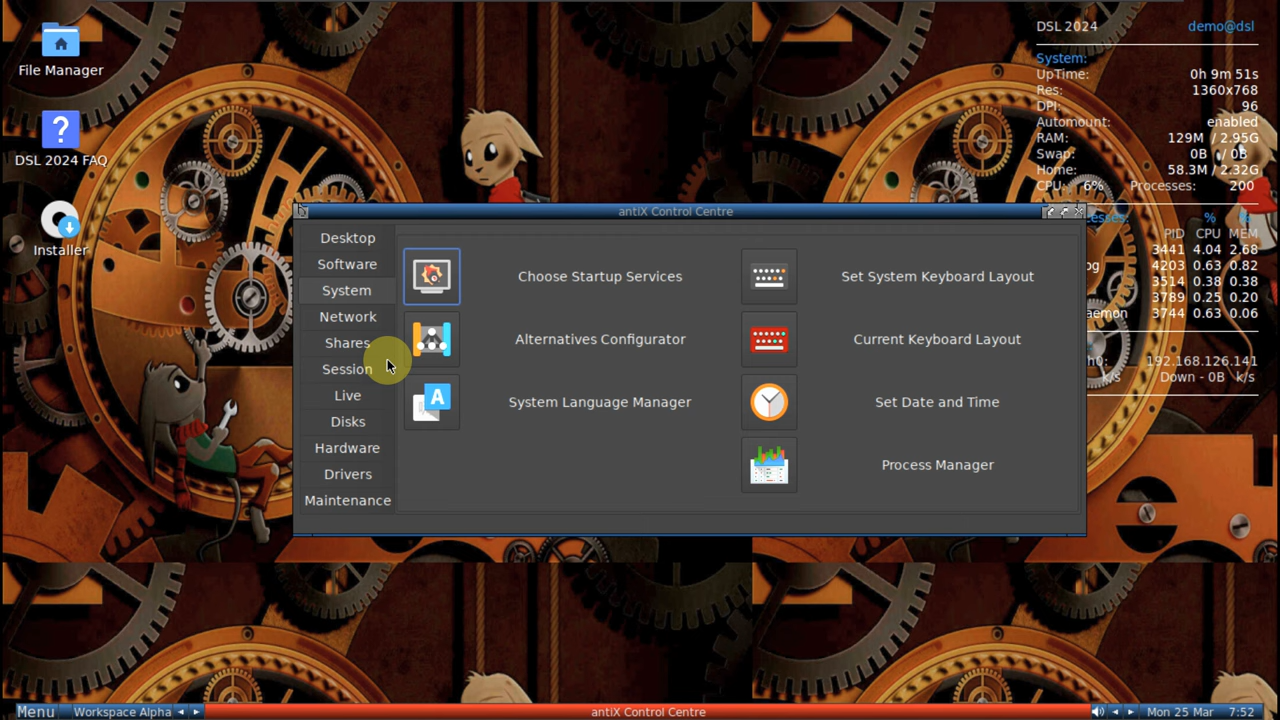 File Manager
DSL 2024 FAQ
Installer
DSL 2024 demo@dsl
System:
UpTime: 0h 9m 51s
Res: 1360x768
DPI: 96
Automount: enabled
RAM: 129M / 2.95G
Swap: 0B / 0B
Home: 58.3M / 2.32G
CPU: 6% Processes: 200
esses: % %
PID CPU MEM
3441 4.04 2.68
og 4203 0.63 0.82
3514 0.38 0.38
3789 0.25 0.20
aemon 3744 0.63 0.06
h0: 192.168.126.141
k/s Down - 0B k/s
antiX Control Centre
Desktop
Software
System
Network
Shares
Session
Live
Disks
Hardware
Drivers
Maintenance
Choose Startup Services
Set System Keyboard Layout
Alternatives Configurator
Current Keyboard Layout
A
System Language Manager
Set Date and Time
Process Manager
Menu Workspace Alpha antiX Control Centre Mon 25 Mar 7:52